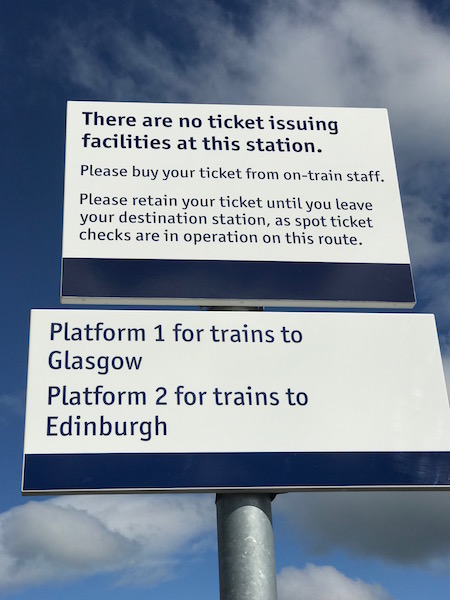 There are no ticket issuing
facilities at this station.
Please buy your ticket from on-train staff.
Please retain your ticket until you leave
your destination station, as spot ticket
checks are in operation on this route.
Platform 1 for trains to
Glasgow
Platform 2 for trains to
Edinburgh